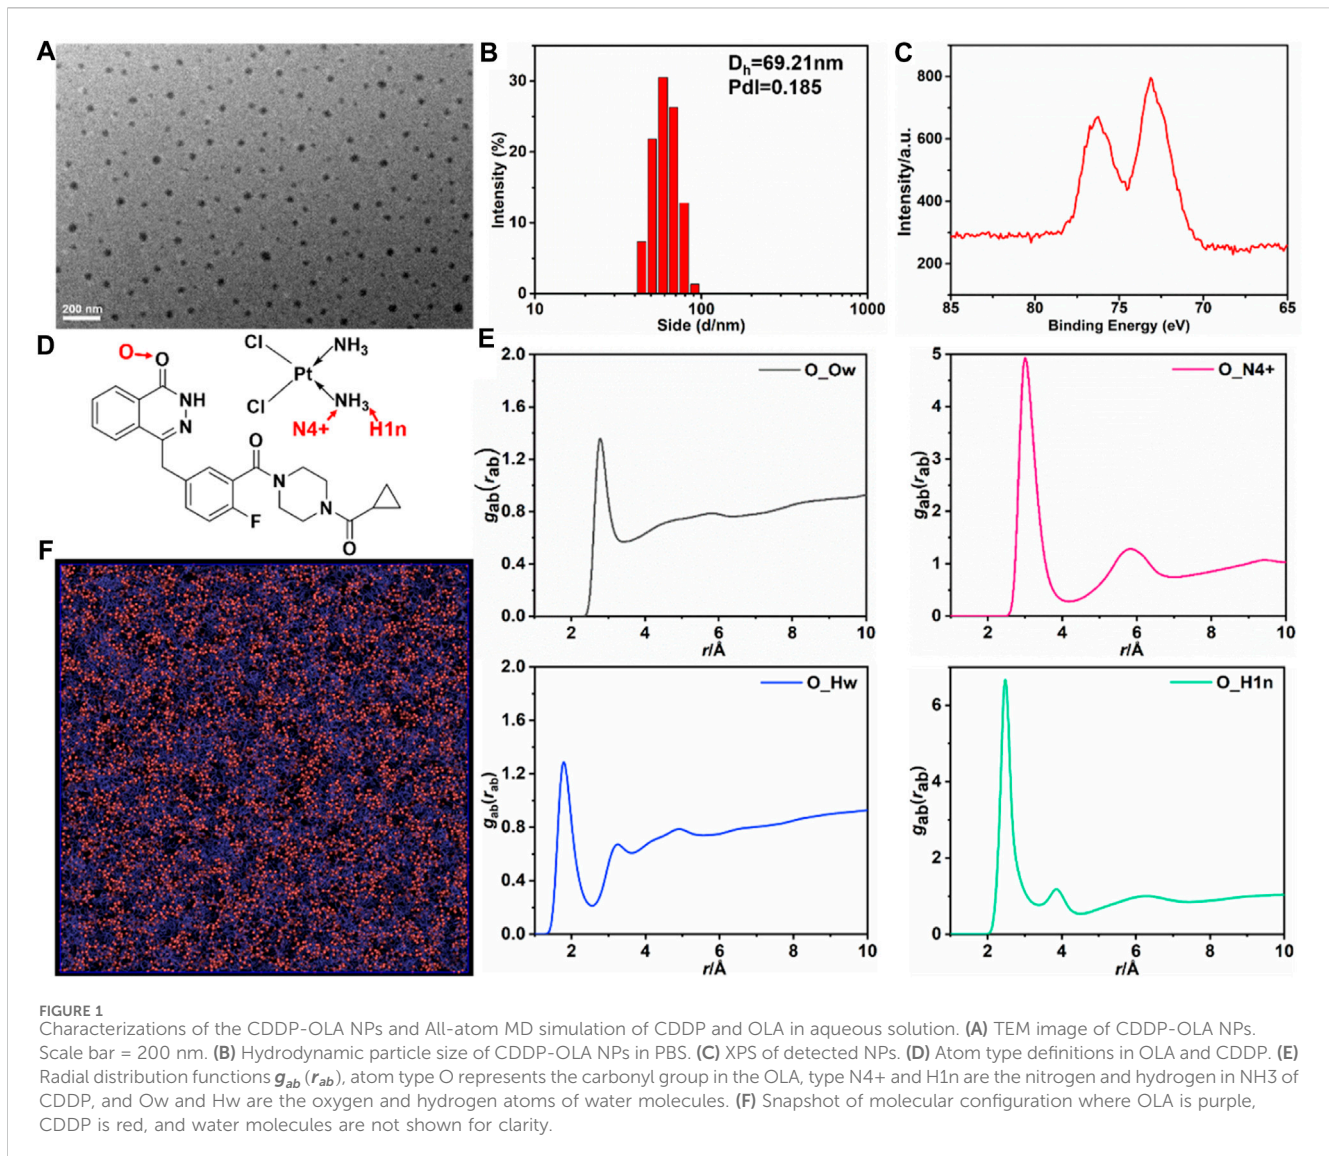 A
200 nm
B
Dh=69.21nm
PdI=0.185
Intensity (%)
30
20
10
0
10
100
1000
Side (d/nm)
C
Intensity/a.u.
800
600
400
200
85
80
75
70
65
Binding Energy (eV)
D
O
O
NH
N
Cl
NH3
Pt
Cl
NH3
N4+
H1n
O
N
F
N
O
E
O_Ow
gab(rab)
2.0
1.6
1.2
0.8
0.4
0.0
2
4
6
8
10
r/Å
O_N4+
gab(rab)
5
4
3
2
1
0
2
4
6
8
10
r/Å
O_Hw
gab(rab)
2.0
1.6
1.2
0.8
0.4
0.0
2
4
6
8
10
r/Å
O_H1n
gab(rab)
6
4
2
0
2
4
6
8
10
r/Å
F
FIGURE 1
Characterizations of the CDDP-OLA NPs and All-atom MD simulation of CDDP and OLA in aqueous solution. (A) TEM image of CDDP-OLA NPs.
Scale bar = 200 nm. (B) Hydrodynamic particle size of CDDP-OLA NPs in PBS. (C) XPS of detected NPs. (D) Atom type definitions in OLA and CDDP. (E)
Radial distribution functions gab (rab), atom type O represents the carbonyl group in the OLA, type N4+ and H1n are the nitrogen and hydrogen in NH3 of
CDDP, and Ow and Hw are the oxygen and hydrogen atoms of water molecules. (F) Snapshot of molecular configuration where OLA is purple,
CDDP is red, and water molecules are not shown for clarity.